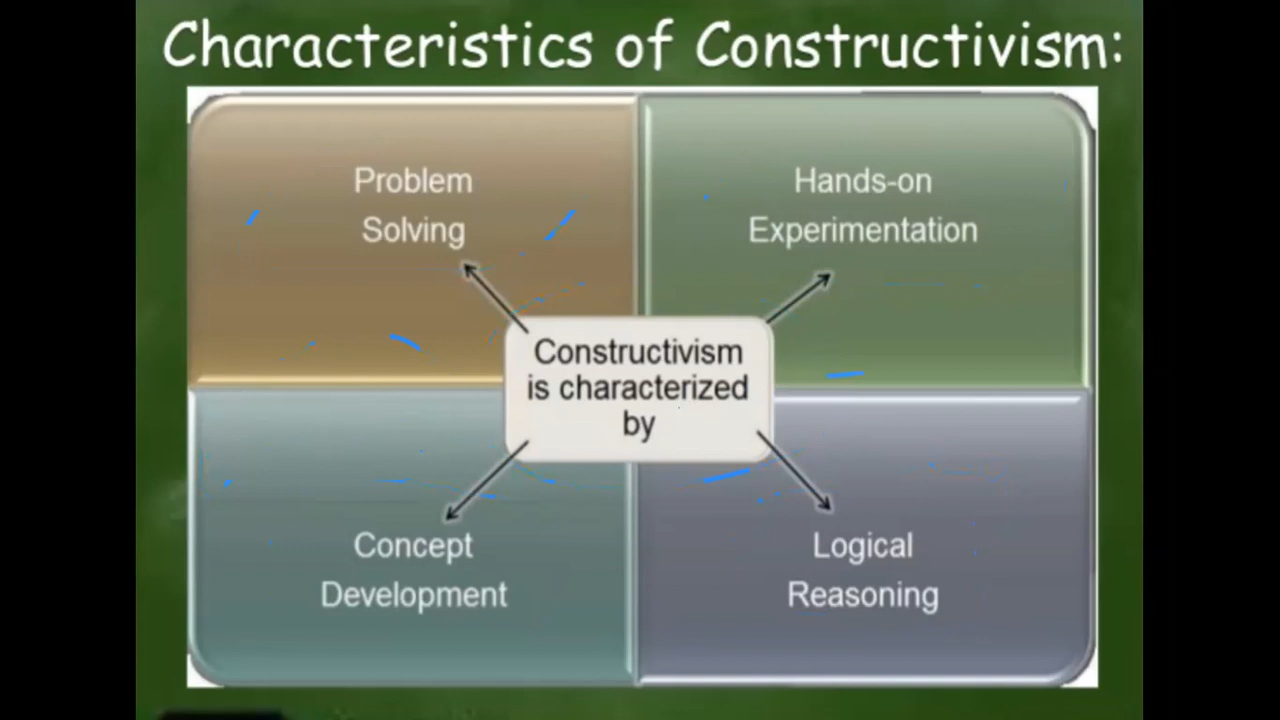 Characteristics of Constructivism:
Problem
Solving
Hands-on
Experimentation
Constructivism
is characterized
by
Concept
Development
Logical
Reasoning